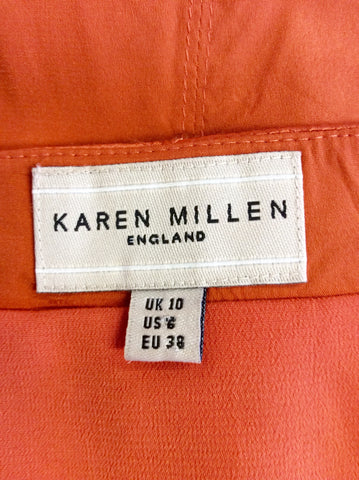 KAREN MILLEN
ENGLAND
UK 10
US 6
EU 38